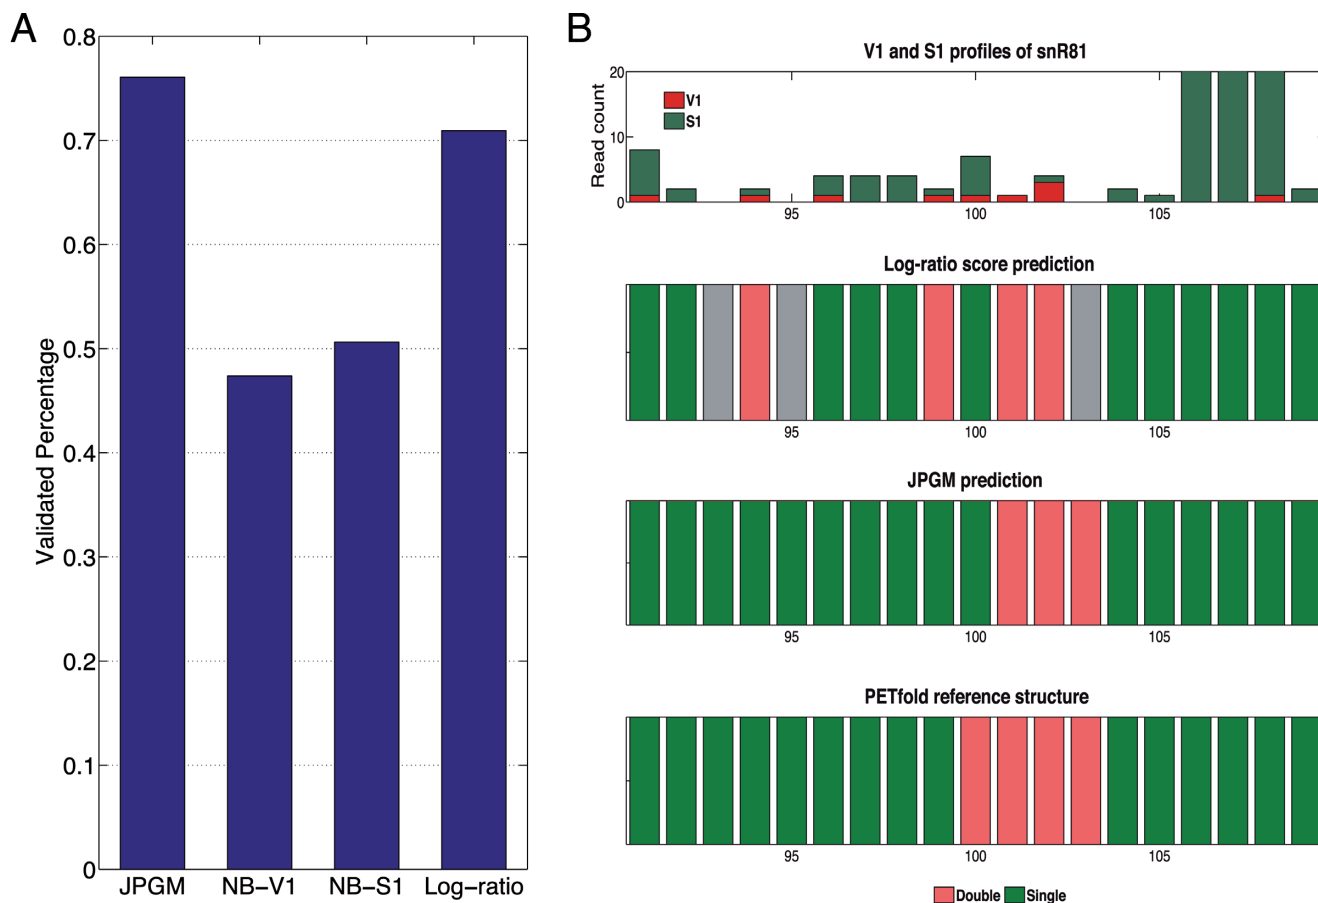 A
0.8
0.7
0.6
0.5
0.4
0.3
0.2
0.1
0
Validated Percentage
JPGM NB−V1 NB−S1 Log−ratio
B
V1 and S1 profiles of snR81
20
10
0
Read count
V1
S1
95 100 105
Log-ratio score prediction
95 100 105
JPGM prediction
95 100 105
PETfold reference structure
95 100 105
Double Single